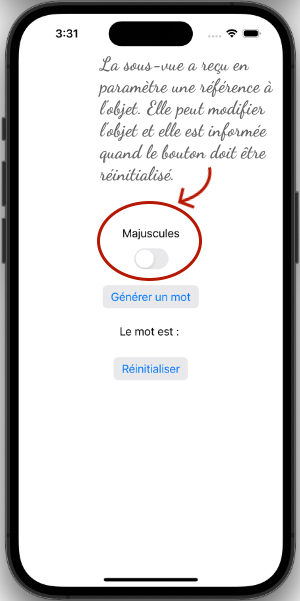 3:31
La sous-vue a reçu en
paramètre une référence à
l'objet. Elle peut modifier
l'objet et elle est informée
quand le bouton doit être
réinitialisé.
Majuscules
Générer un mot
Le mot est :
Réinitialiser